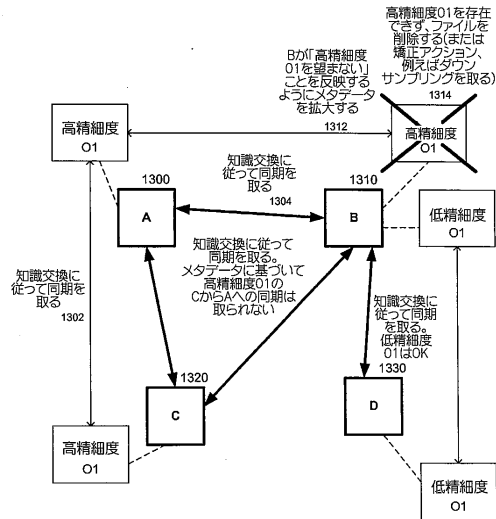 高精細度O1を存在
できず、ファイルを
削除する(または
矯正アクション、
例えばダウン
サンプリングを取る)
1314
Bが「高精細度
O1を望まない」
ことを反映する
ようにメタデータ
を拡大する
1312
高精細度
O1
高精細度
O1
知識交換に
従って同期を
取る
1304
1300
A
1310
B
低精細度
O1
知識交換に
従って同期を
取る
1302
知識交換に従って
同期を取る。
メタデータに基づいて
高精細度O1の
CからAへの同期は
取られない
知識交換に
従って同期
を取る。
低精細度
O1はOK
1320
C
1330
D
高精細度
O1
低精細度
O1